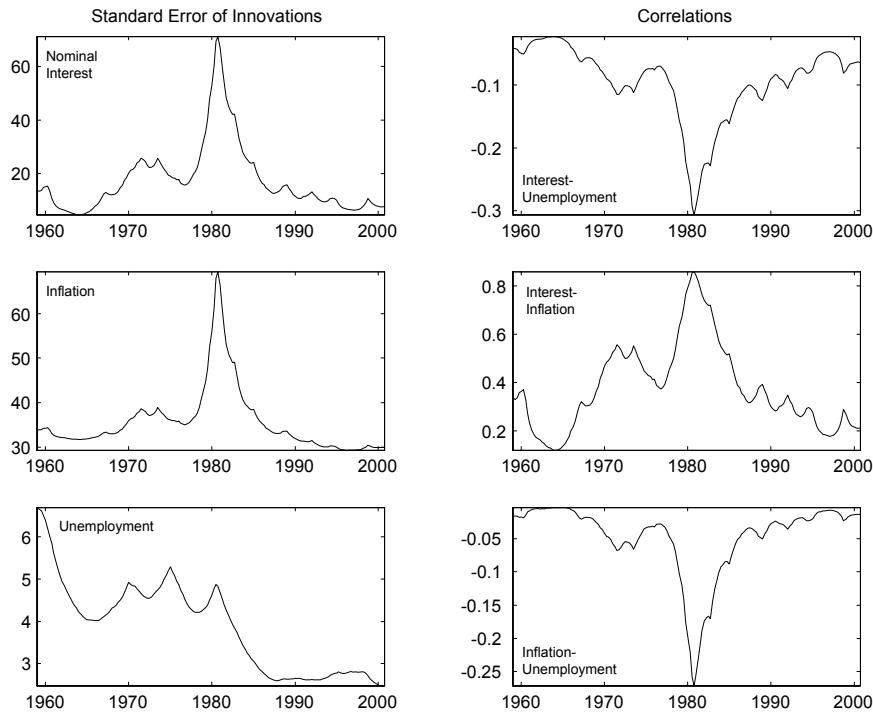 Standard Error of Innovations
Correlations
Nominal
Interest
60
40
20
1960 1970 1980 1990 2000
Interest-
Unemployment
-0.1
-0.2
-0.3
1960 1970 1980 1990 2000
Inflation
60
50
40
30
1960 1970 1980 1990 2000
Interest-
Inflation
0.8
0.6
0.4
0.2
1960 1970 1980 1990 2000
Unemployment
6
5
4
3
1960 1970 1980 1990 2000
Inflation-
Unemployment
-0.05
-0.1
-0.15
-0.2
-0.25
1960 1970 1980 1990 2000